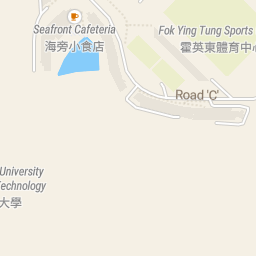 Seafront Cafeteria
海旁小食店
Fok Ying Tung Sports
霍英東體育中
Road 'C'
University
Technology
大學